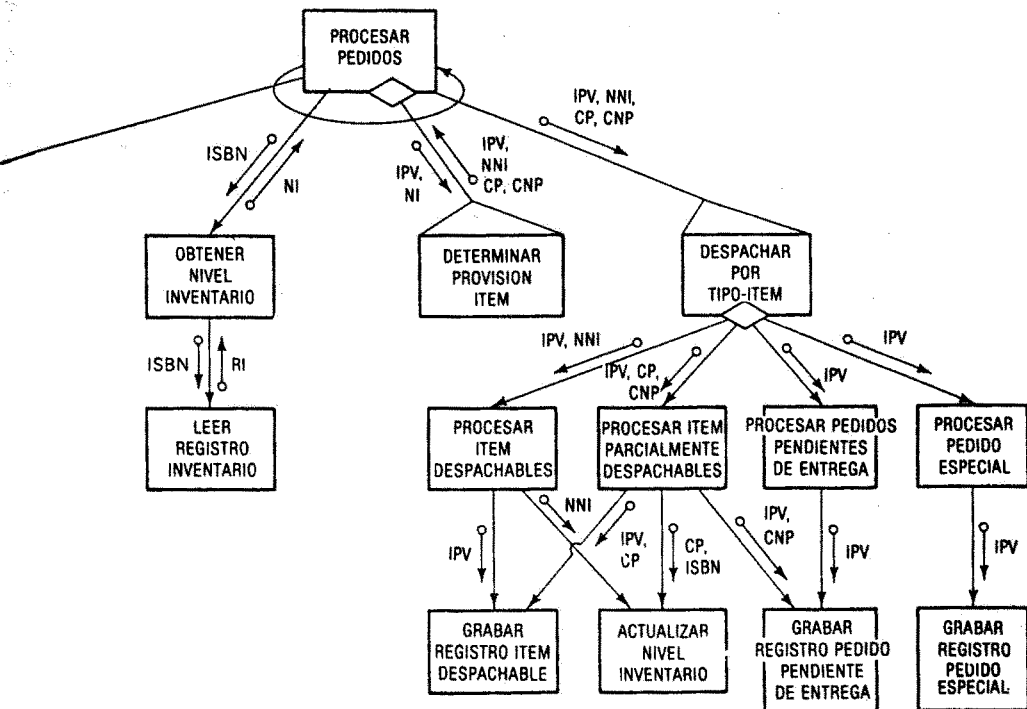 PROCESAR
PEDIDOS
IPV, NNI,
CP, CNP
ISBN
NI
IPV,
NI
IPV,
NNI
CP, CNP
OBTENER
NIVEL
INVENTARIO
DETERMINAR
PROVISION
ITEM
DESPACHAR
POR
TIPO-ITEM
ISBN
RI
IPV, NNI
IPV, CP,
CNP
IPV
IPV
LEER
REGISTRO
INVENTARIO
PROCESAR
ITEM
DESPACHABLES
PROCESAR ITEM
PARCIALMENTE
DESPACHABLES
PROCESAR PEDIDOS
PENDIENTES
DE ENTREGA
PROCESAR
PEDIDO
ESPECIAL
IPV
NNI
IPV,
CP
CP,
ISBN
IPV,
CNP
IPV
IPV
GRABAR
REGISTRO ITEM
DESPACHABLE
ACTUALIZAR
NIVEL
INVENTARIO
GRABAR
REGISTRO PEDIDO
PENDIENTE
DE ENTREGA
GRABAR
REGISTRO
PEDIDO
ESPECIAL